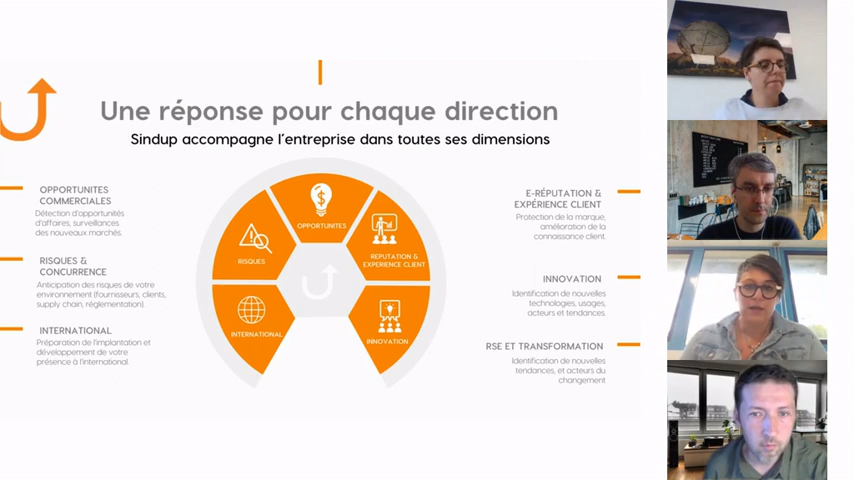 Une réponse pour chaque direction
Sindup accompagne l'entreprise dans toutes ses dimensions
OPPORTUNITES
COMMERCIALES
Détection d'opportunités
d'affaires, surveillances
des nouveaux marchés.
RISQUES &
CONCURRENCE
Anticipation des risques de votre
environnement (fournisseurs, clients,
supply chain, réglementation).
INTERNATIONAL
Préparation de l'implantation et
développement de votre
présence à l'international.
OPPORTUNITES
RISQUES
REPUTATION &
EXPERIENCE CLIENT
INTERNATIONAL
INNOVATION
E-RÉPUTATION &
EXPÉRIENCE CLIENT
Protection de la marque,
amélioration de la
connaissance client.
INNOVATION
Identification de nouvelles
technologies, usages,
acteurs et tendances.
RSE ET TRANSFORMATION
Identification de nouvelles
tendances, et acteurs du
changement